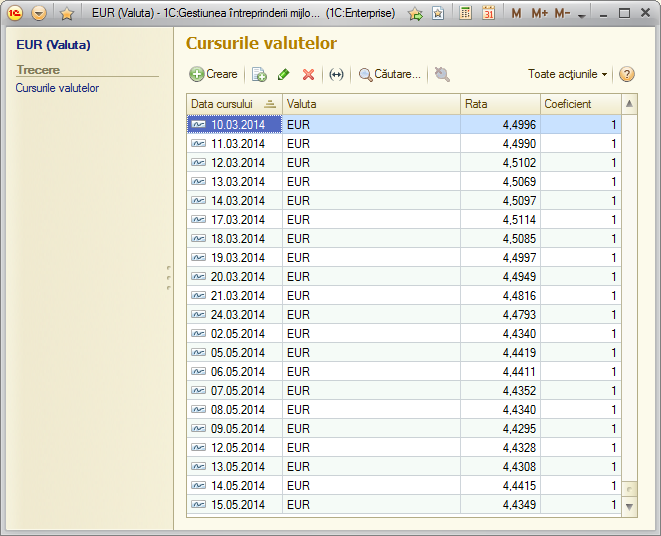 EUR (Valuta) - 1C:Gestiunea întreprinderii mijlo... (1C:Enterprise)
M M+ M-
EUR (Valuta)
Trecere
Cursurile valutelor
Cursurile valutelor
Creare Căutare... Toate acţiunile
Data cursului Valuta Rata Coeficient
10.03.2014 EUR 4,4996 1
11.03.2014 EUR 4,4990 1
12.03.2014 EUR 4,5102 1
13.03.2014 EUR 4,5069 1
14.03.2014 EUR 4,5097 1
17.03.2014 EUR 4,5114 1
18.03.2014 EUR 4,5085 1
19.03.2014 EUR 4,4997 1
20.03.2014 EUR 4,4949 1
21.03.2014 EUR 4,4816 1
24.03.2014 EUR 4,4793 1
02.05.2014 EUR 4,4340 1
05.05.2014 EUR 4,4419 1
06.05.2014 EUR 4,4411 1
07.05.2014 EUR 4,4352 1
08.05.2014 EUR 4,4340 1
09.05.2014 EUR 4,4295 1
12.05.2014 EUR 4,4328 1
13.05.2014 EUR 4,4308 1
14.05.2014 EUR 4,4415 1
15.05.2014 EUR 4,4349 1